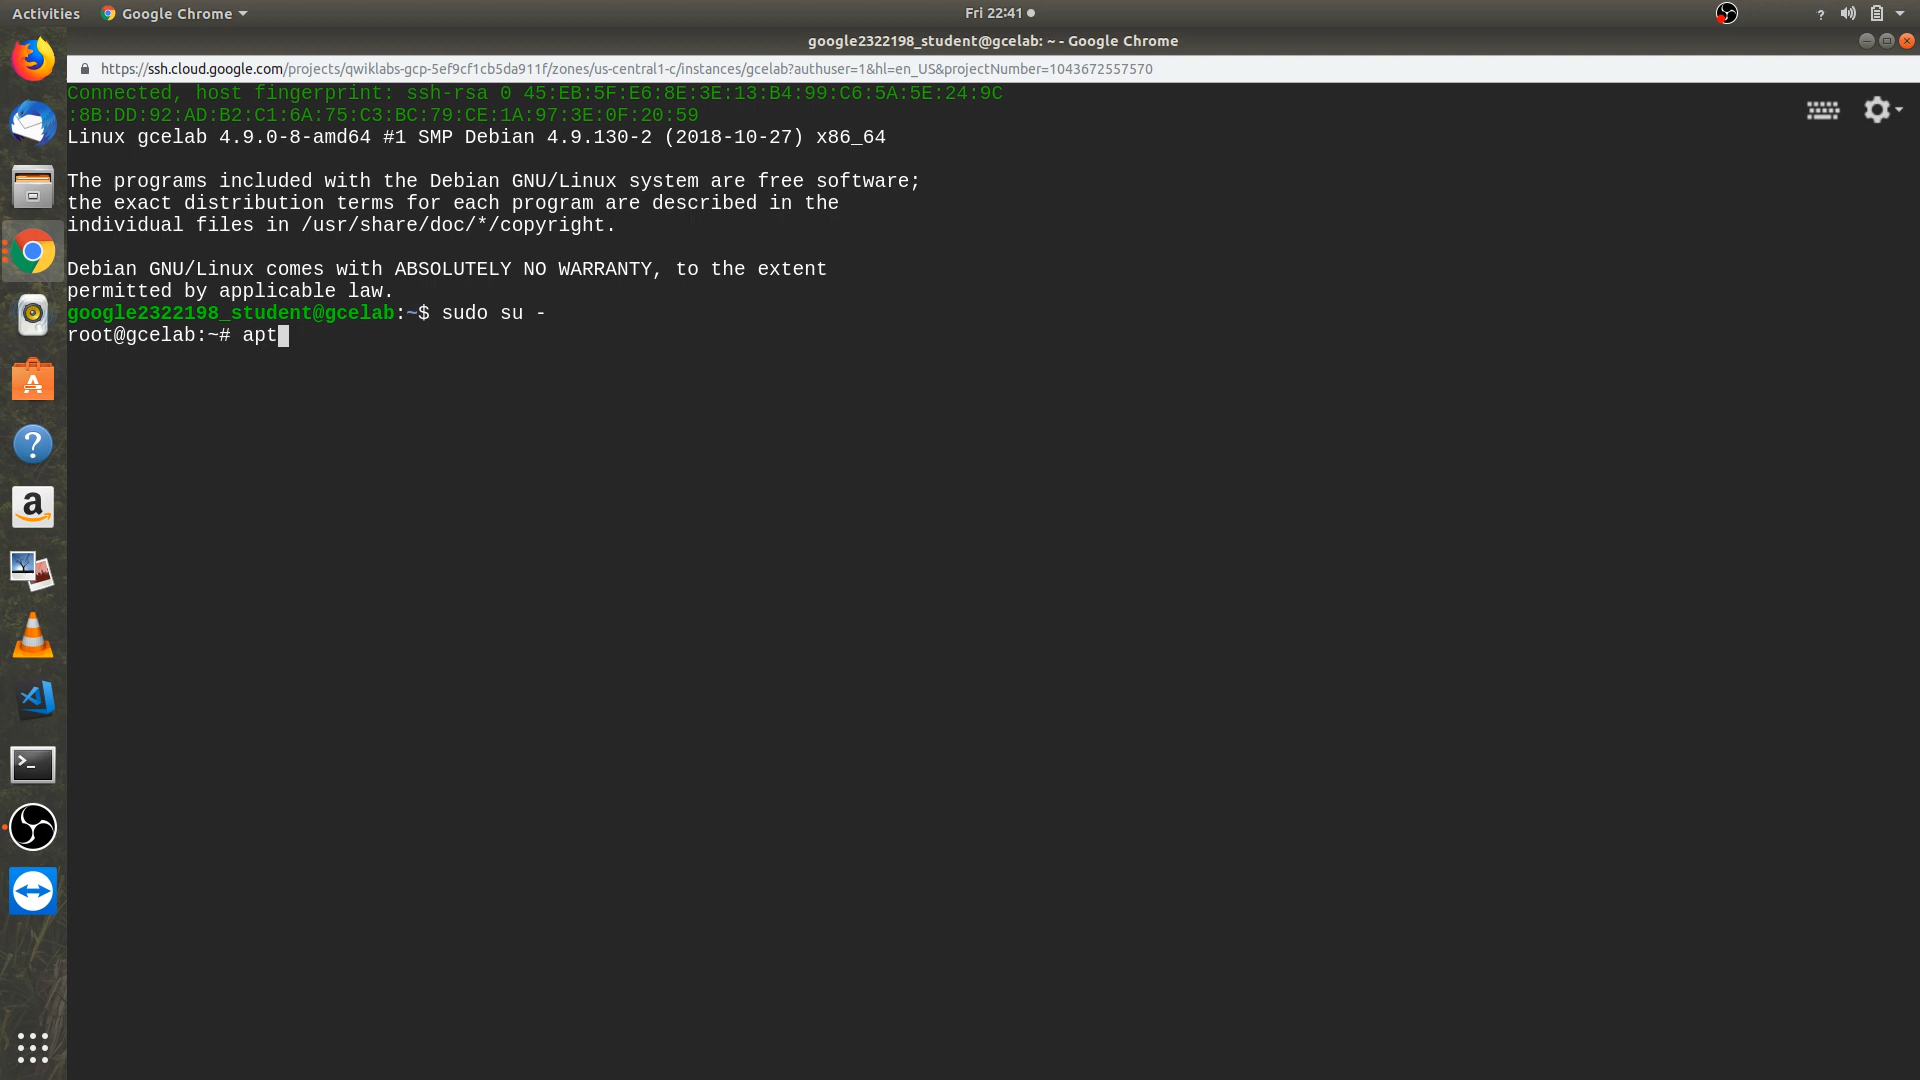 Activities Google Chrome Fri 22:41 ?
google2322198_student@gcelab: ~ - Google Chrome
https://ssh.cloud.google.com/projects/qwiklabs-gcp-5ef9cf1cb5da911f/zones/us-central1-c/instances/gcelab?authuser=1&hl=en_US&projectNumber=1043672557570
Connected, host fingerprint: ssh-rsa 0 45:EB:5F:E6:8E:3E:13:B4:99:C6:5A:5E:24:9C
:8B:DD:92:AD:B2:C1:6A:75:C3:BC:79:CE:1A:97:3E:0F:20:59
Linux gcelab 4.9.0-8-amd64 #1 SMP Debian 4.9.130-2 (2018-10-27) x86_64
The programs included with the Debian GNU/Linux system are free software;
the exact distribution terms for each program are described in the
individual files in /usr/share/doc/*/copyright.
Debian GNU/Linux comes with ABSOLUTELY NO WARRANTY, to the extent
permitted by applicable law.
google2322198_student@gcelab:~$ sudo su -
root@gcelab:~# apt